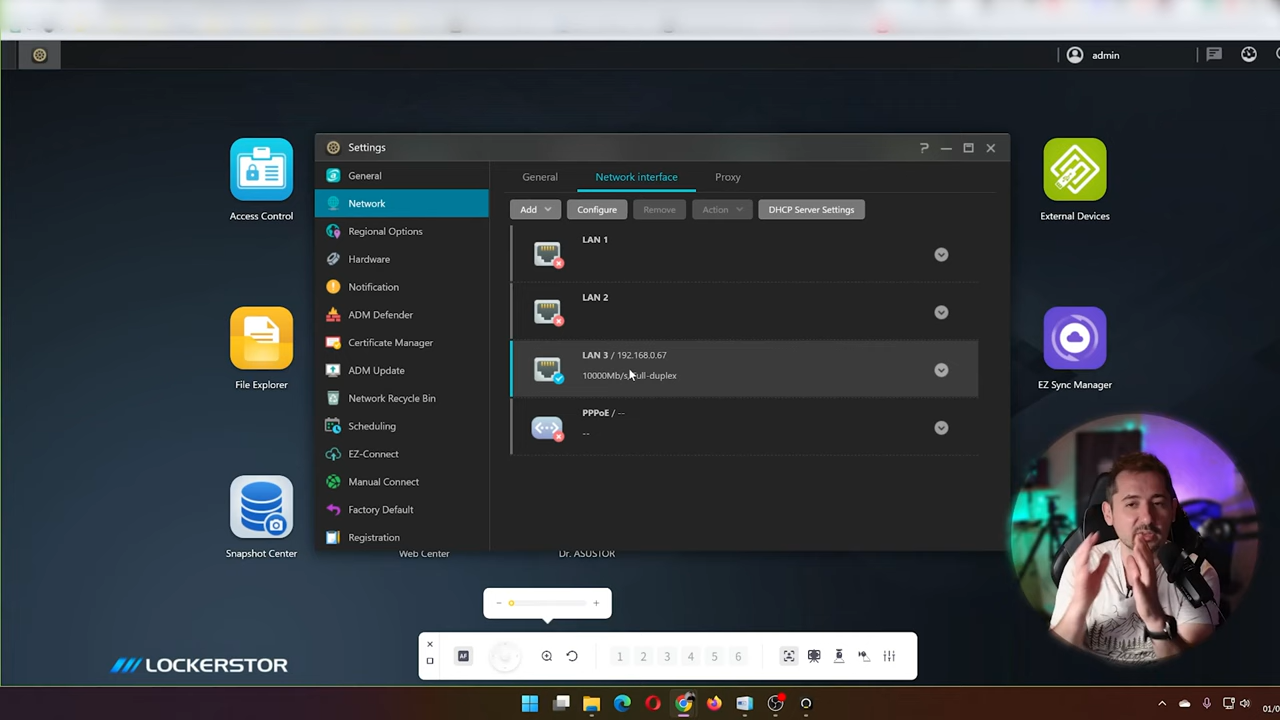 admin
Settings
General
Network
Regional Options
Hardware
Notification
ADM Defender
Certificate Manager
ADM Update
Network Recycle Bin
Scheduling
EZ-Connect
Manual Connect
Factory Default
Registration
General
Network interface
Proxy
Add
Configure
Remove
Action
DHCP Server Settings
LAN 1
LAN 2
LAN 3 / 192.168.0.67
10000Mb/s, full-duplex
PPPoE / --
--
Access Control
File Explorer
Snapshot Center
Web Center
Dr. ASUSTOR
External Devices
EZ Sync Manager
LOCKERSTOR
AF
1 2 3 4 5 6
01/0